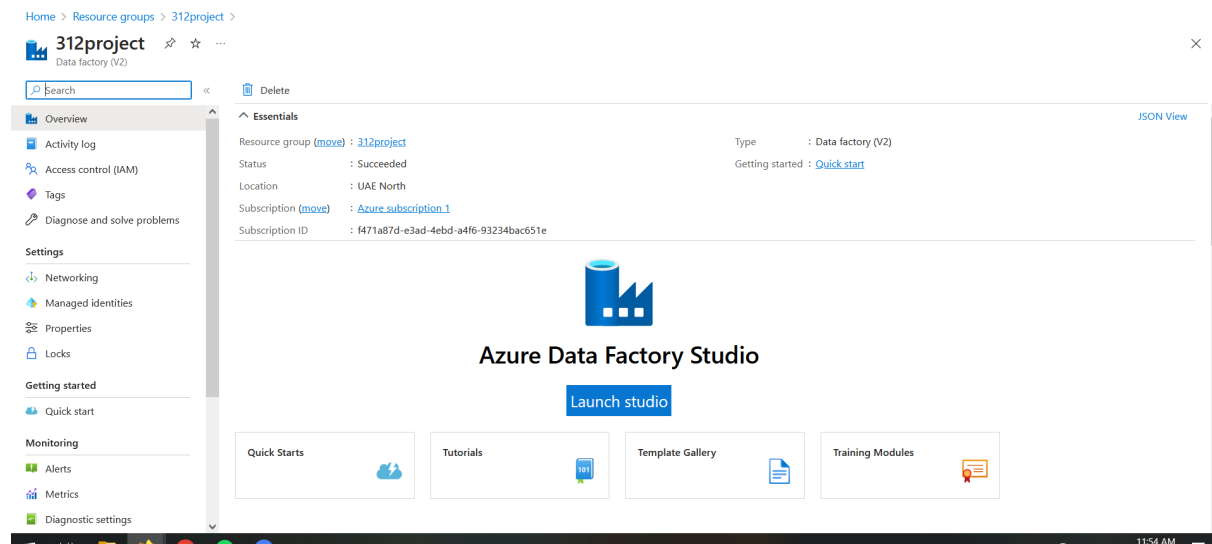 Home > Resource groups > 312project >
312project
Data factory (V2)
Search
Delete
Overview
Activity log
Access control (IAM)
Tags
Diagnose and solve problems
Settings
Networking
Managed identities
Properties
Locks
Getting started
Quick start
Monitoring
Alerts
Metrics
Diagnostic settings
Essentials
JSON View
Resource group (move) : 312project
Status : Succeeded
Location : UAE North
Subscription (move) : Azure subscription 1
Subscription ID : f471a87d-e3ad-4ebd-a4f6-93234bac651e
Type : Data factory (V2)
Getting started : Quick start
Azure Data Factory Studio
Launch studio
Quick Starts
Tutorials
101
Template Gallery
Training Modules
11:54 AM